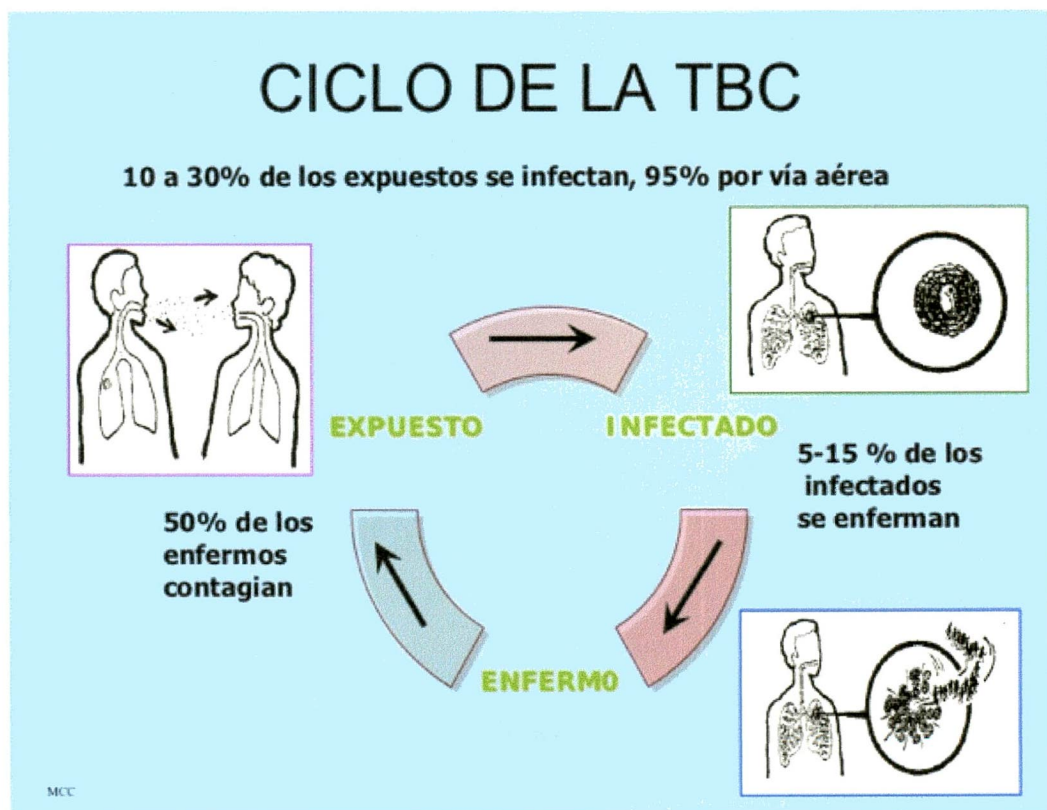 CICLO DE LA TBC
10 a 30% de los expuestos se infectan, 95% por vía aérea
EXPUESTO
INFECTADO
5-15 % de los
infectados
se enferman
50% de los
enfermos
contagian
ENFERMO
MCC